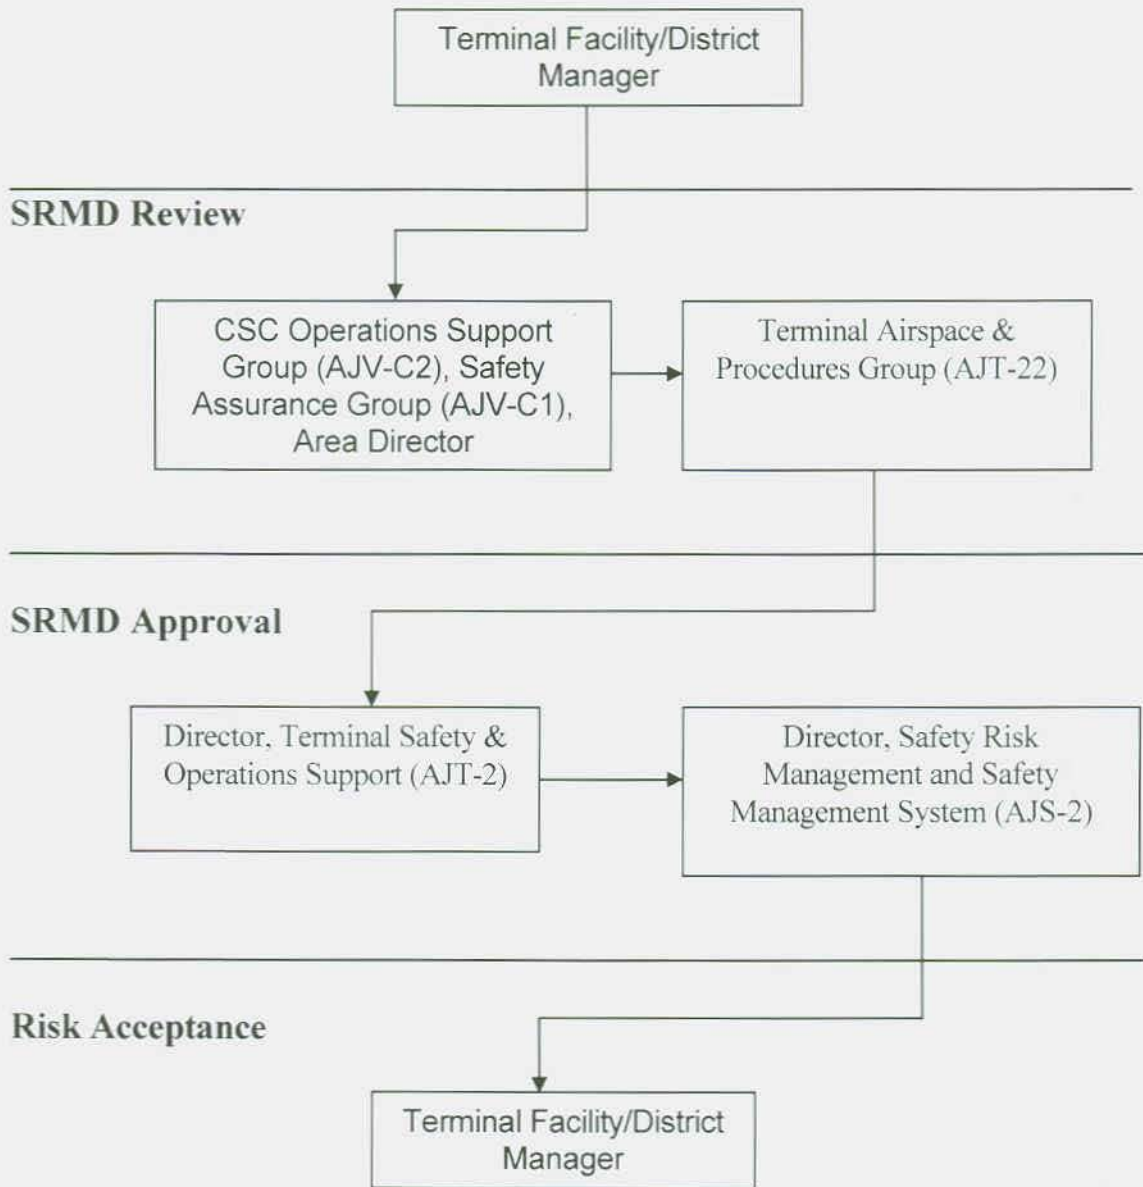 Terminal Facility/District
Manager
SRMD Review
CSC Operations Support
Group (AJV-C2), Safety
Assurance Group (AJV-C1),
Area Director
Terminal Airspace &
Procedures Group (AJT-22)
SRMD Approval
Director, Terminal Safety &
Operations Support (AJT-2)
Director, Safety Risk
Management and Safety
Management System (AJS-2)
Risk Acceptance
Terminal Facility/District
Manager